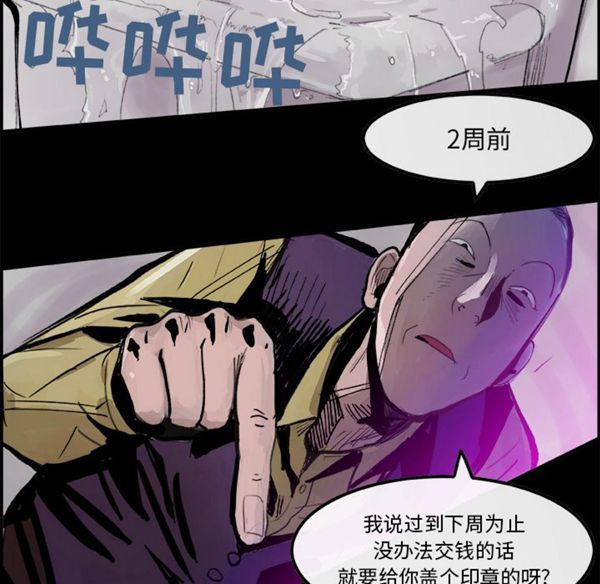 哗哗哗
2周前
我说过到下周为止
没办法交钱的话
就要给你盖个印章的呀?